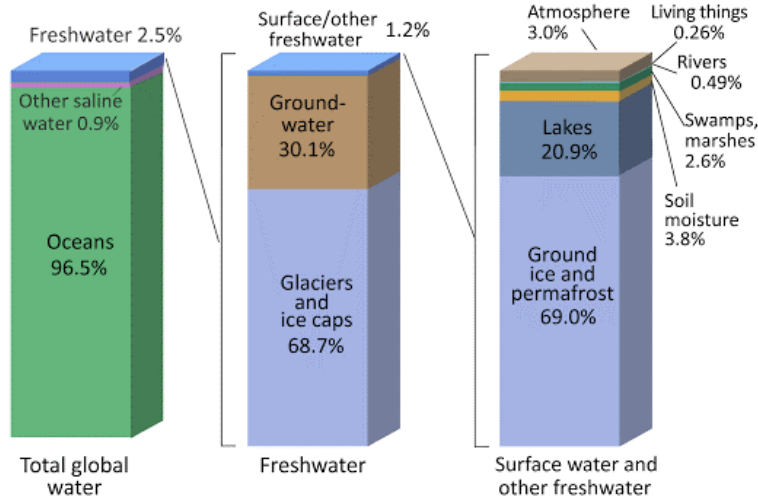 Freshwater 2.5%
Other saline
water 0.9%
Oceans
96.5%
Total global
water
Surface/other
freshwater 1.2%
Ground-
water
30.1%
Glaciers
and
ice caps
68.7%
Freshwater
Atmosphere
3.0%
Living things
0.26%
Rivers
0.49%
Swamps,
marshes
2.6%
Soil
moisture
3.8%
Lakes
20.9%
Ground
ice and
permafrost
69.0%
Surface water and
other freshwater